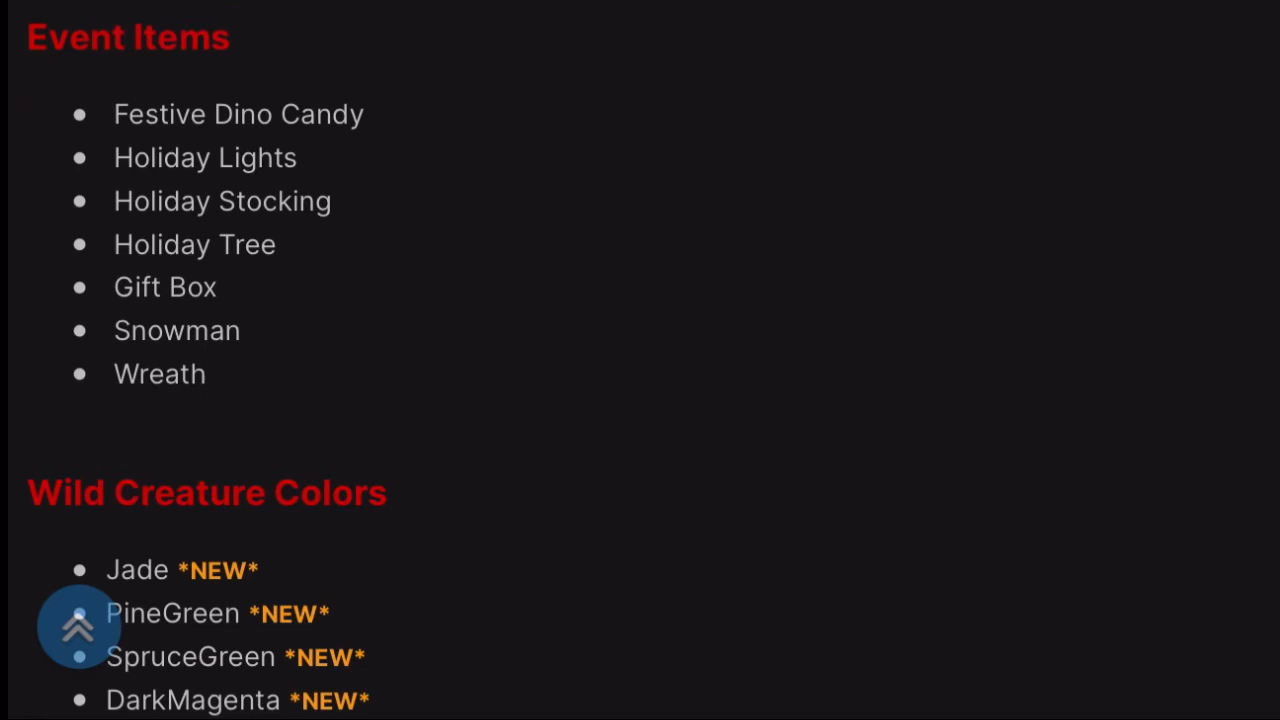 Event Items
Festive Dino Candy
Holiday Lights
Holiday Stocking
Holiday Tree
Gift Box
Snowman
Wreath
Wild Creature Colors
Jade *NEW*
PineGreen *NEW*
SpruceGreen *NEW*
DarkMagenta *NEW*